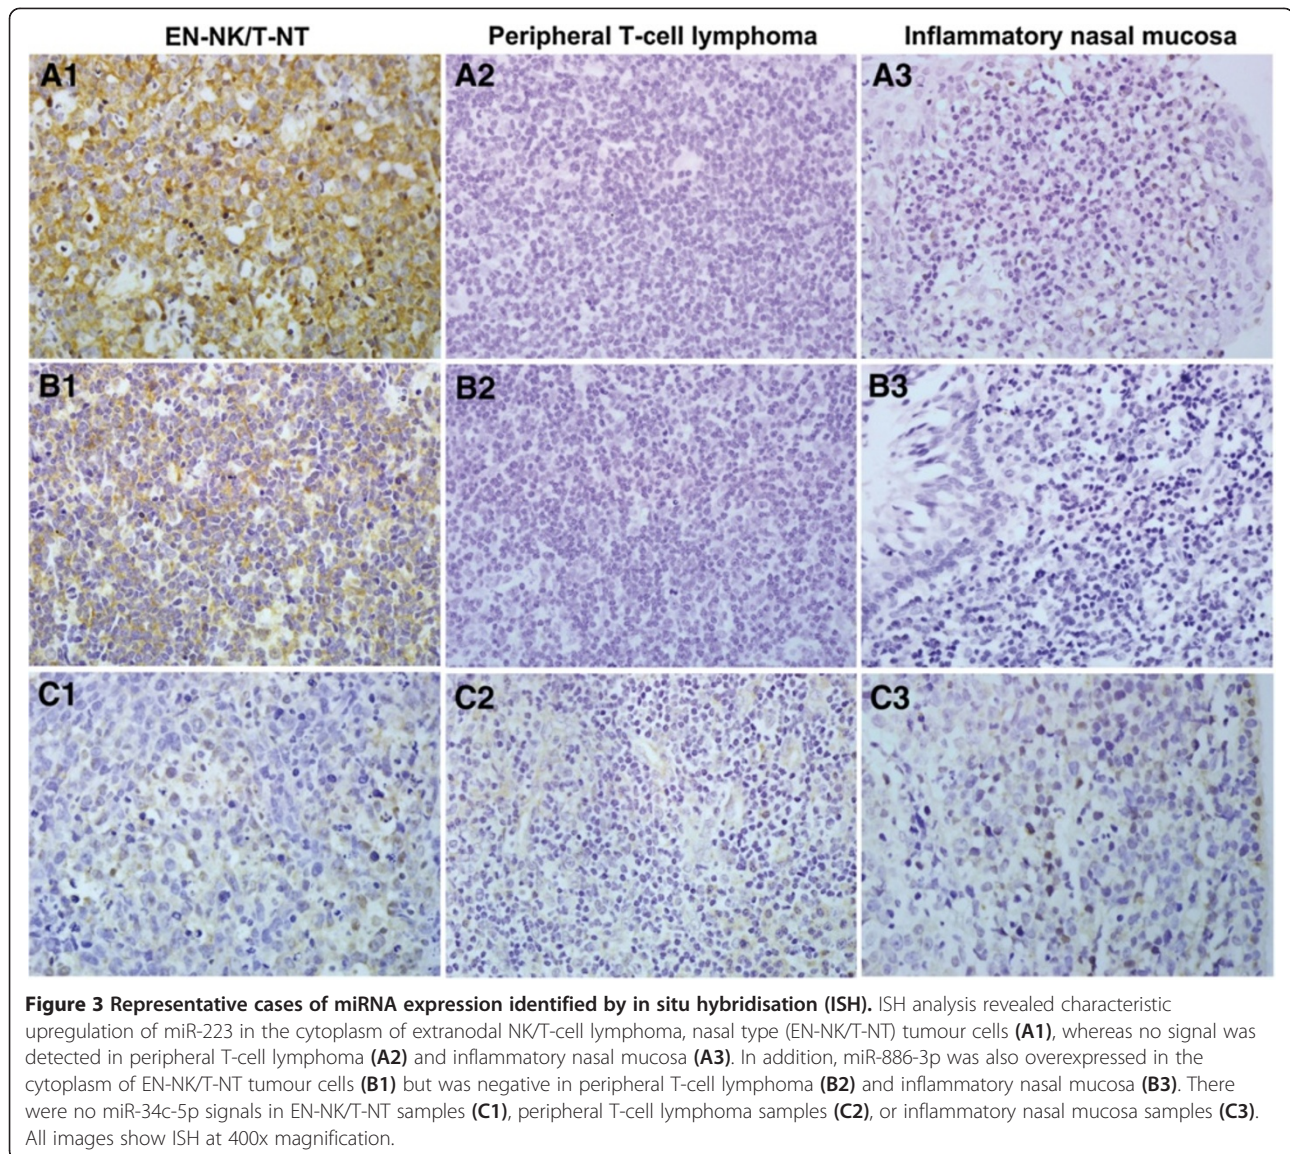 EN-NK/T-NT Peripheral T-cell lymphoma Inflammatory nasal mucosa
A1 A2 A3
B1 B2 B3
C1 C2 C3
Figure 3 Representative cases of miRNA expression identified by in situ hybridisation (ISH). ISH analysis revealed characteristic
upregulation of miR-223 in the cytoplasm of extranodal NK/T-cell lymphoma, nasal type (EN-NK/T-NT) tumour cells (A1), whereas no signal was
detected in peripheral T-cell lymphoma (A2) and inflammatory nasal mucosa (A3). In addition, miR-886-3p was also overexpressed in the
cytoplasm of EN-NK/T-NT tumour cells (B1) but was negative in peripheral T-cell lymphoma (B2) and inflammatory nasal mucosa (B3). There
were no miR-34c-5p signals in EN-NK/T-NT samples (C1), peripheral T-cell lymphoma samples (C2), or inflammatory nasal mucosa samples (C3).
All images show ISH at 400x magnification.